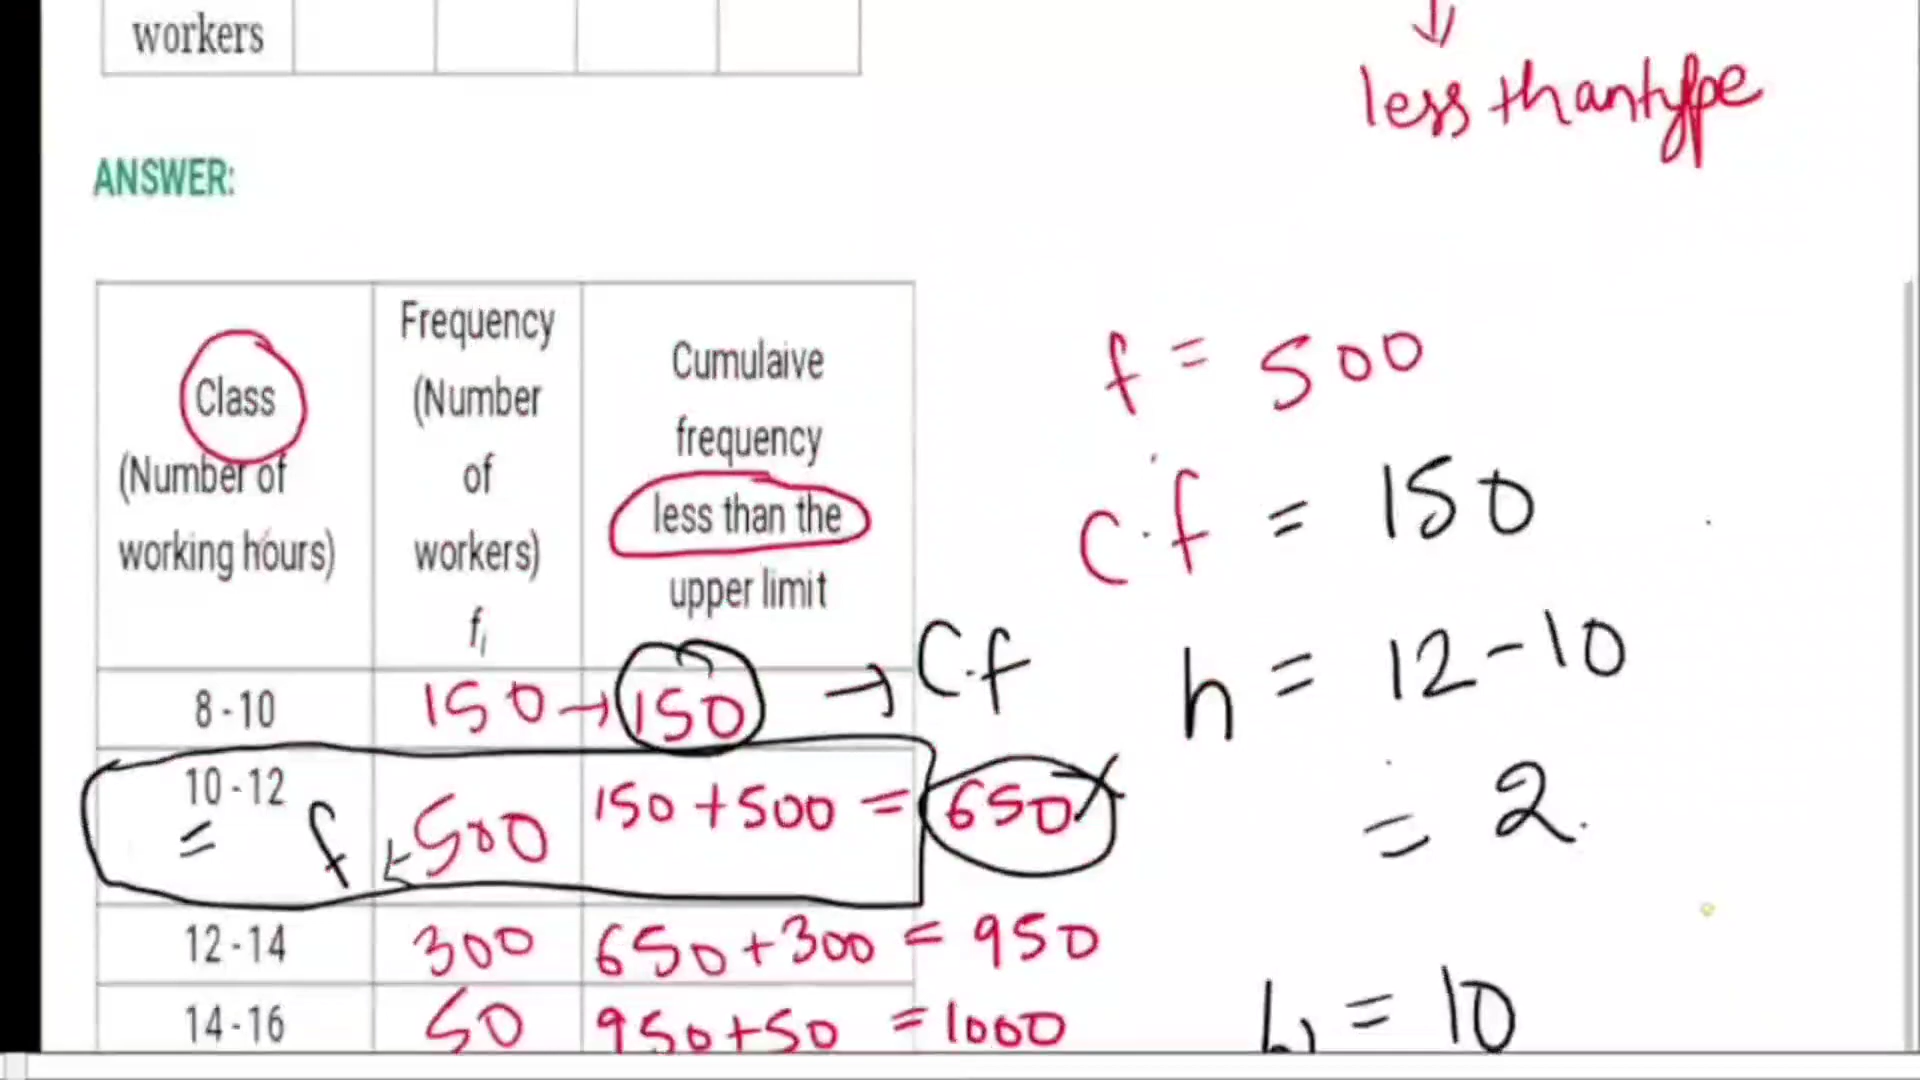 workers
less than type
ANSWER:
Class
(Number of
working hours)
Frequency
(Number
of
workers)
fi
Cumulaive
frequency
less than the
upper limit
f = 500
c.f = 150
h = 12-10
= 2.
8 -10 150 → 150 → C.f
10 -12 = f ← 500 150 + 500 = 650
12 -14 300 650 + 300 = 950
14 -16 50 950 + 50 = 1000
= 10